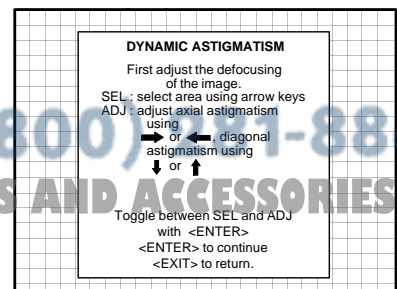 DYNAMIC ASTIGMATISM
First adjust the defocusing
of the image.
SEL : select area using arrow keys
ADJ : adjust axial astigmatism
using
or , diagonal
astigmatism using
or
Toggle between SEL and ADJ
with <ENTER>
<ENTER> to continue
<EXIT> to return.
800)
-88
S AND ACCESSORIES